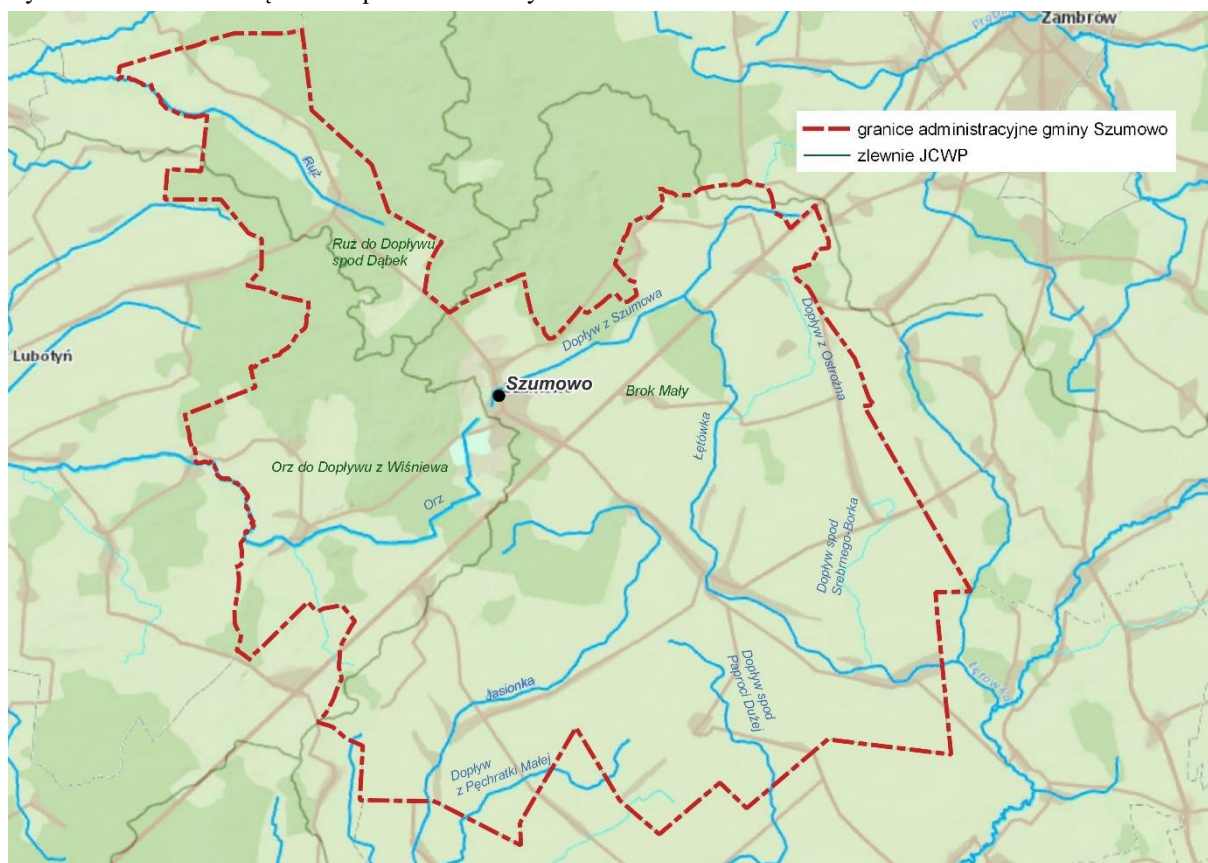 Zambrów
granice administracyjne gminy Szumowo
zlewnie JCWP
Ruż
Ruż do Dopływu
spod Dąbek
Dopływ z Szumowa
Dopływ z Ostrożna
Lubotyń
Szumowo
Brok Mały
Łętówka
Orz do Dopływu z Wiśniewa
Orz
Dopływ spod
Srebrnego-Borka
Jasionka
Dopływ spod
Paproci Dużej
Łętówka
Dopływ
z Pęchratki Małej